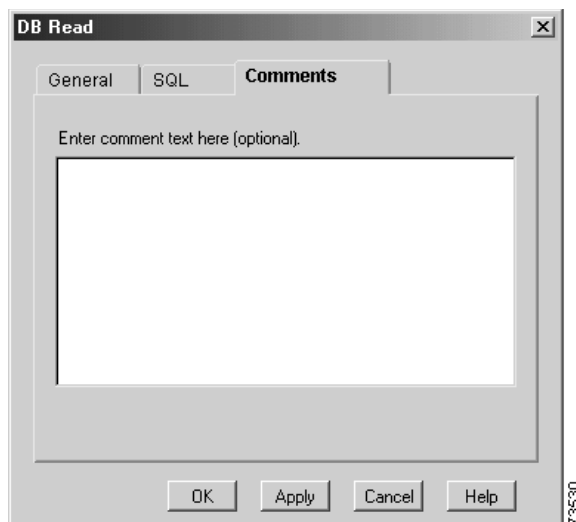 DB Read
General SQL Comments
Enter comment text here (optional).
OK Apply Cancel Help
73530